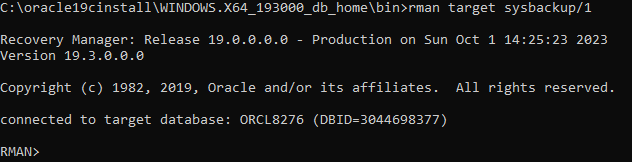 C:\oracle19cinstall\WINDOWS.X64_193000_db_home\bin>rman target sysbackup/1
Recovery Manager: Release 19.0.0.0.0 - Production on Sun Oct 1 14:25:23 2023
Version 19.3.0.0.0
Copyright (c) 1982, 2019, Oracle and/or its affiliates.  All rights reserved.
connected to target database: ORCL8276 (DBID=3044698377)
RMAN>